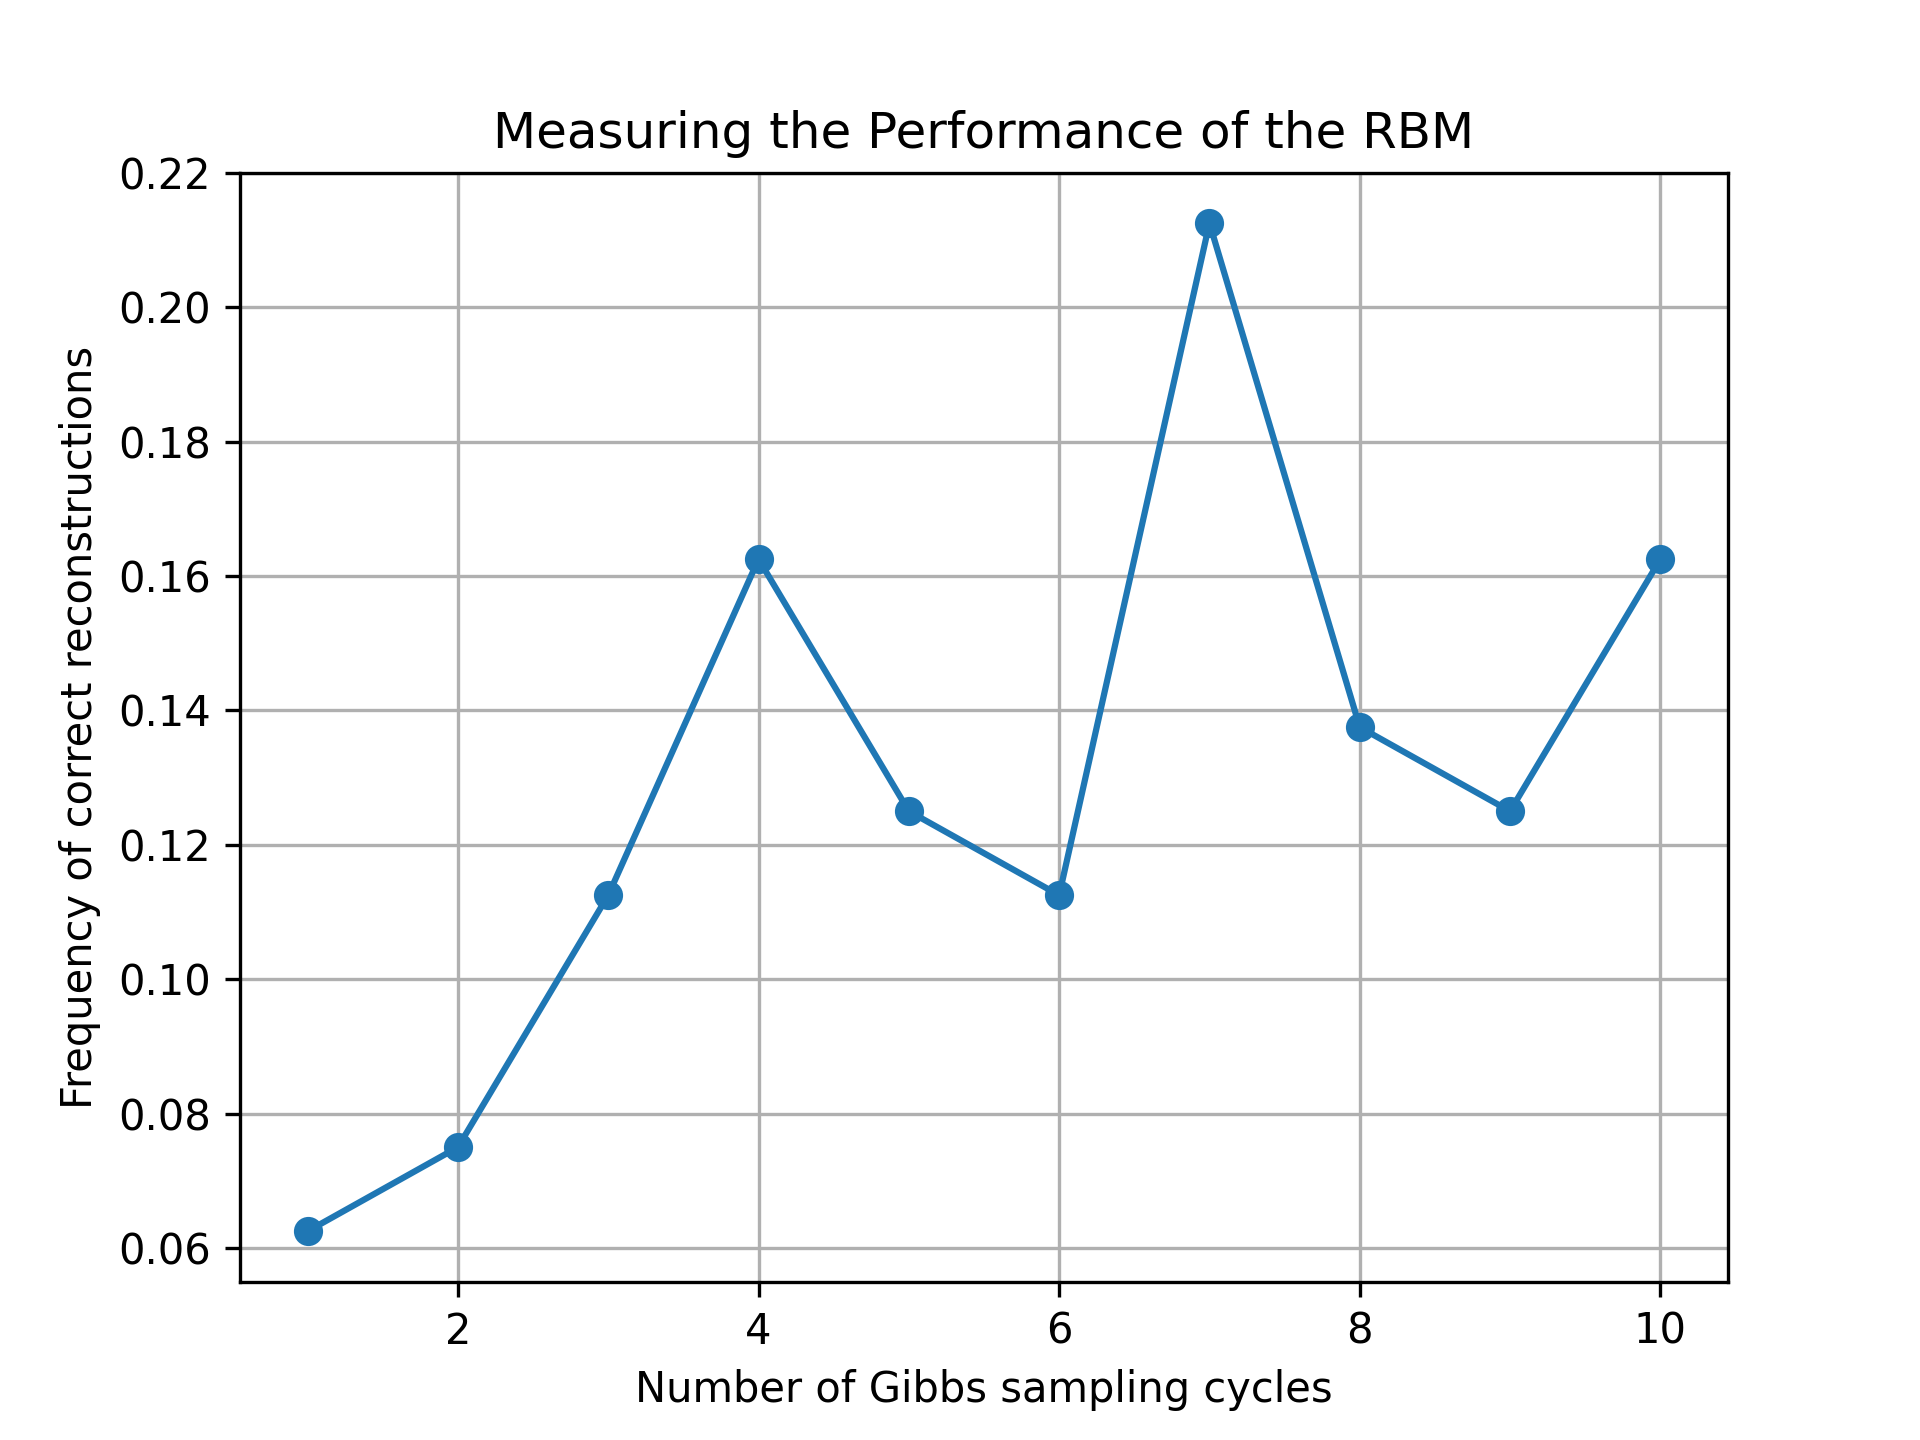 Measuring the Performance of the RBM
0.22
0.20
0.18
0.16
0.14
0.12
0.10
0.08
0.06
Frequency of correct reconstructions
2 4 6 8 10
Number of Gibbs sampling cycles